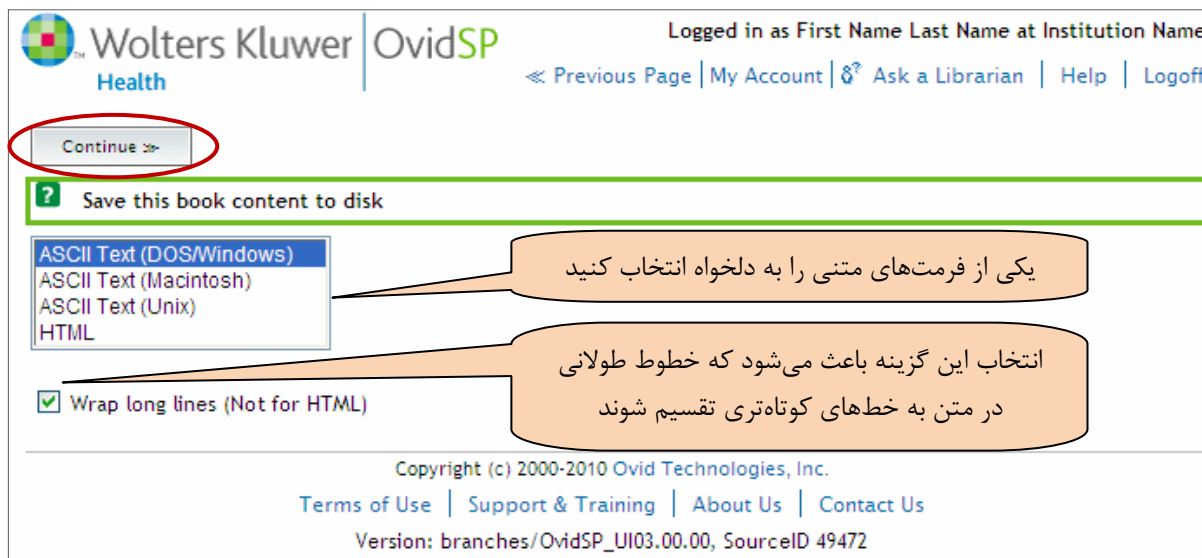 Wolters Kluwer Health OvidSP
Logged in as First Name Last Name at Institution Name
≪ Previous Page | My Account | Ask a Librarian | Help | Logoff
Continue ≫
? Save this book content to disk
ASCII Text (DOS/Windows)
ASCII Text (Macintosh)
ASCII Text (Unix)
HTML
یکی از فرمت‌های متنی را به دلخواه انتخاب کنید
انتخاب این گزینه باعث می‌شود که خطوط طولانی
در متن به خط‌های کوتاه‌تری تقسیم شوند
Wrap long lines (Not for HTML)
Copyright (c) 2000-2010 Ovid Technologies, Inc.
Terms of Use | Support & Training | About Us | Contact Us
Version: branches/OvidSP_UI03.00.00, SourceID 49472